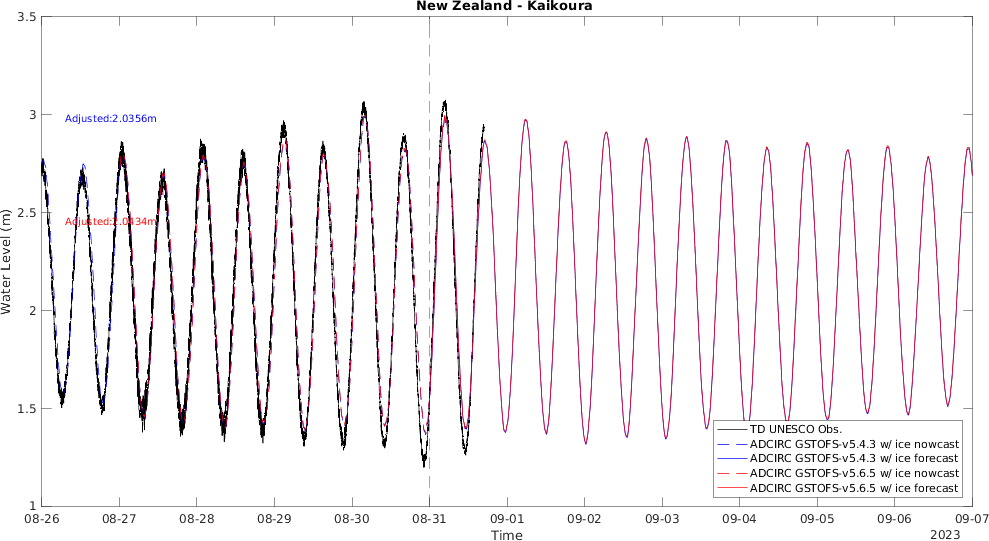 New Zealand - Kaikoura
3.5
3
2.5
2
1.5
1
Water Level (m)
Adjusted:2.0356m
Adjusted:2.0434m
TD UNESCO Obs.
ADCIRC GSTOFS-v5.4.3 w/ ice nowcast
ADCIRC GSTOFS-v5.4.3 w/ ice forecast
ADCIRC GSTOFS-v5.6.5 w/ ice nowcast
ADCIRC GSTOFS-v5.6.5 w/ ice forecast
08-26 08-27 08-28 08-29 08-30 08-31 09-01 09-02 09-03 09-04 09-05 09-06 09-07
Time
2023